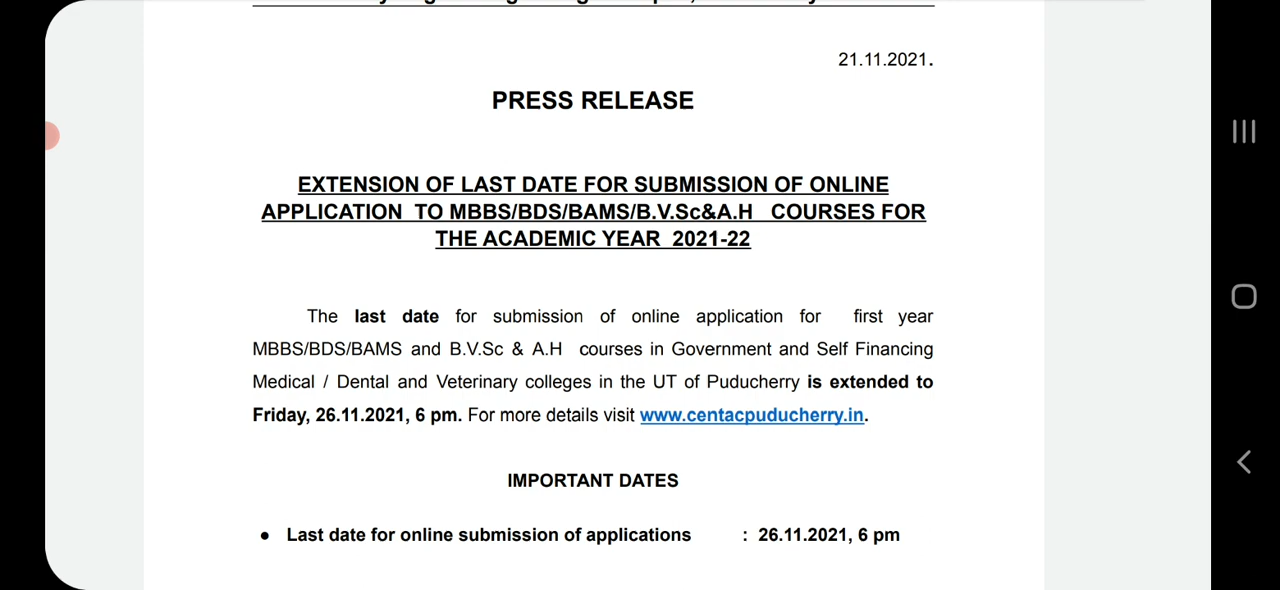 21.11.2021.
PRESS RELEASE
EXTENSION OF LAST DATE FOR SUBMISSION OF ONLINE
APPLICATION TO MBBS/BDS/BAMS/B.V.Sc&A.H COURSES FOR
THE ACADEMIC YEAR 2021-22
The last date for submission of online application for first year
MBBS/BDS/BAMS and B.V.Sc & A.H courses in Government and Self Financing
Medical / Dental and Veterinary colleges in the UT of Puducherry is extended to
Friday, 26.11.2021, 6 pm. For more details visit www.centacpuducherry.in.
IMPORTANT DATES
● Last date for online submission of applications : 26.11.2021, 6 pm